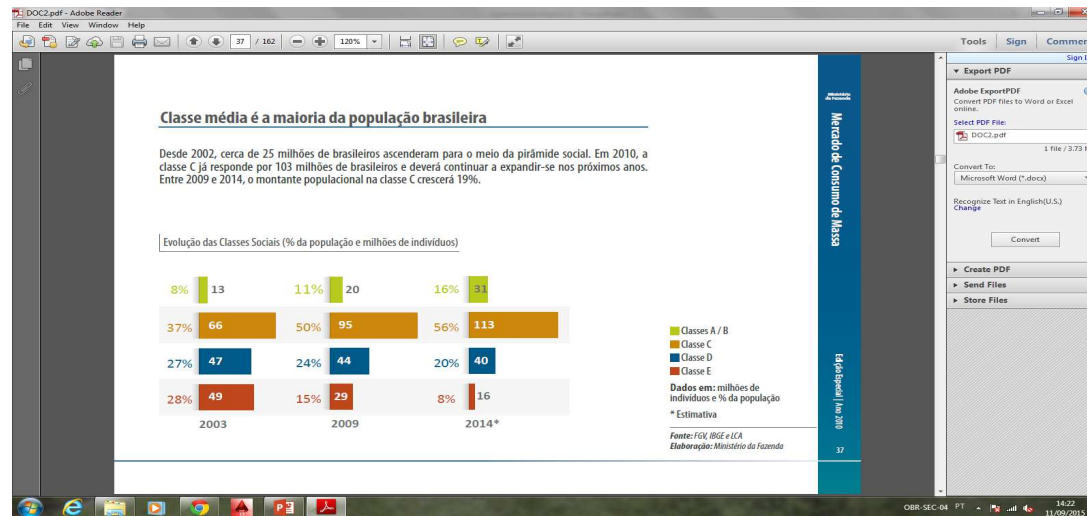 DOC2.pdf - Adobe Reader
File Edit View Window Help
37 / 162 120% Tools Sign Commen
Sign I
Export PDF
Adobe ExportPDF
Convert PDF files to Word or Excel
online.
Select PDF File:
DOC2.pdf
1 file / 3.73 M
Convert To:
Microsoft Word (*.docx)
Recognize Text in English(U.S.)
Change
Convert
Create PDF
Send Files
Store Files
Classe média é a maioria da população brasileira
Desde 2002, cerca de 25 milhões de brasileiros ascenderam para o meio da pirâmide social. Em 2010, a
classe C já responde por 103 milhões de brasileiros e deverá continuar a expandir-se nos próximos anos.
Entre 2009 e 2014, o montante populacional na classe C crescerá 19%.
Evolução das Classes Sociais (% da população e milhões de indivíduos)
8% 13 11% 20 16% 31
37% 66 50% 95 56% 113
27% 47 24% 44 20% 40
28% 49 15% 29 8% 16
2003 2009 2014*
Classes A / B
Classe C
Classe D
Classe E
Dados em: milhões de
indivíduos e % da população
* Estimativa
Fonte: FGV, IBGE e LCA
Elaboração: Ministério da Fazenda
Ministério
da Fazenda
Mercado de Consumo de Massa
Edição Especial | Ano 2010
37
OBR-SEC-04 PT 14:22
11/09/2015